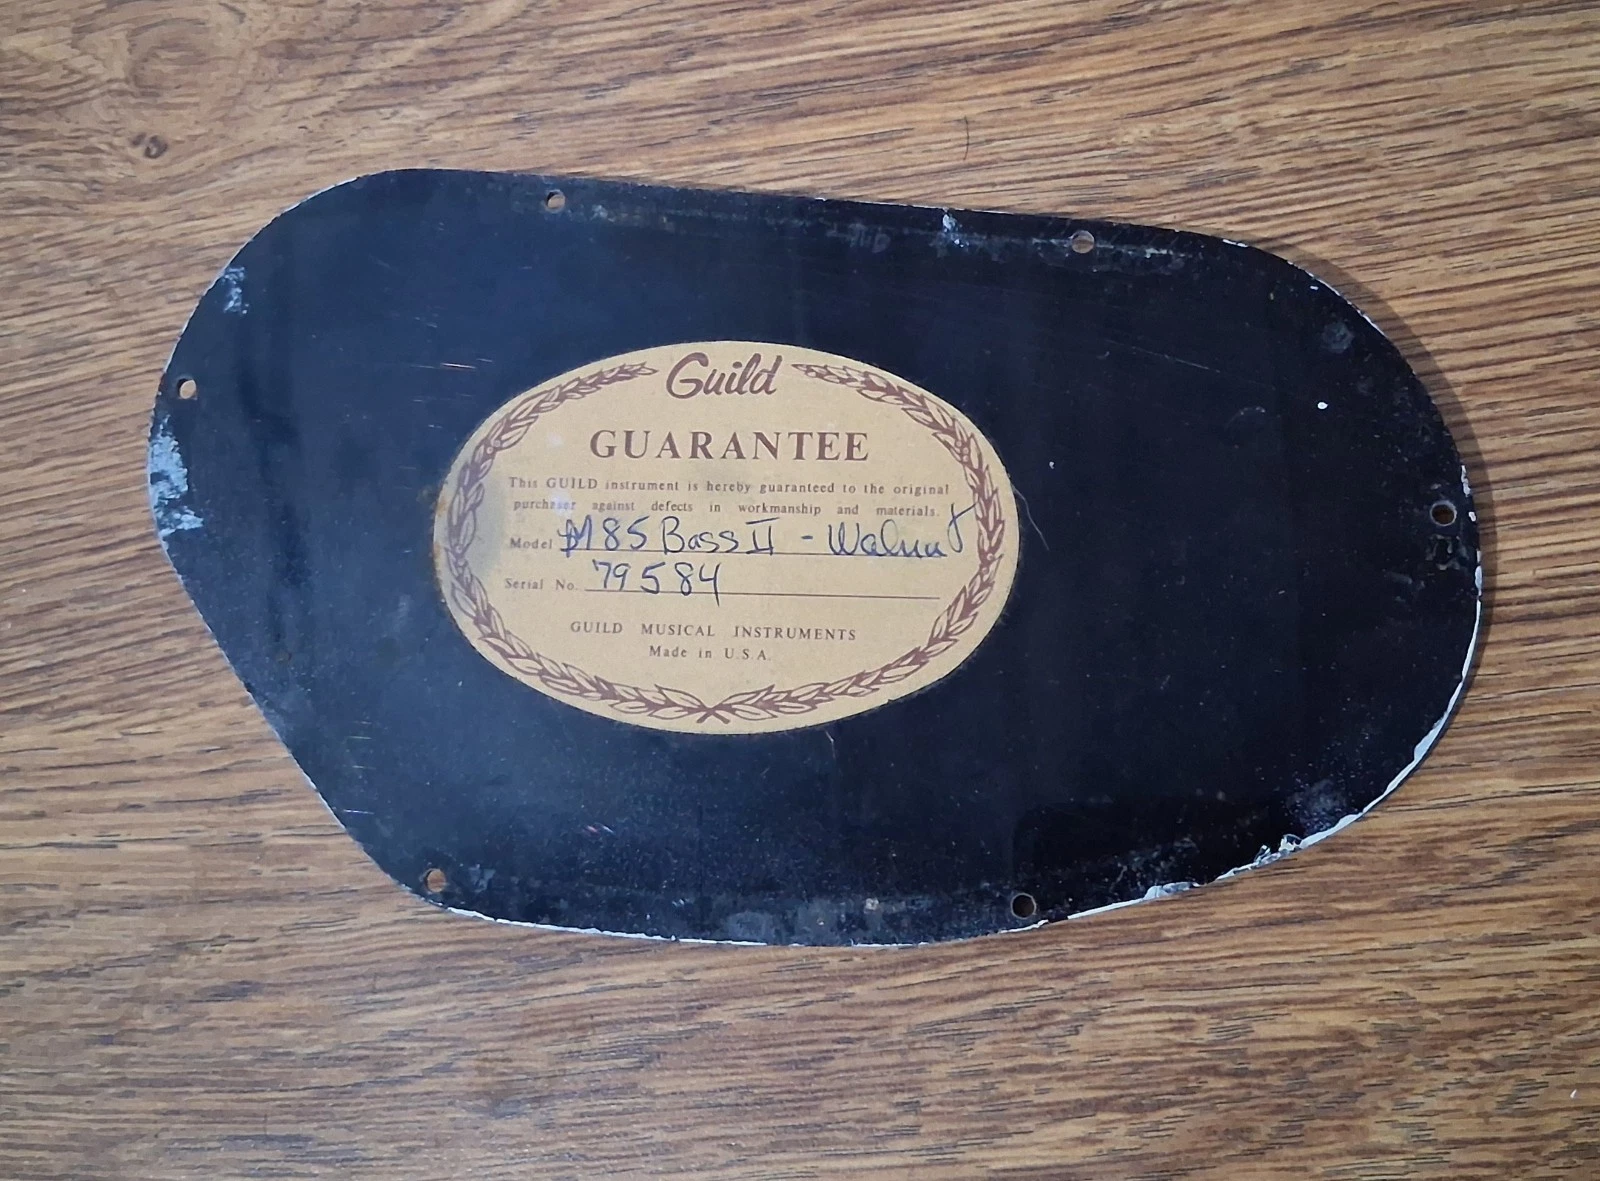 Guild
GUARANTEE
This GUILD instrument is hereby guaranteed to the original
purchaser against defects in workmanship and materials.
Model M85 Bass II - Walnut
Serial No. 79584
GUILD MUSICAL INSTRUMENTS
Made in U.S.A.